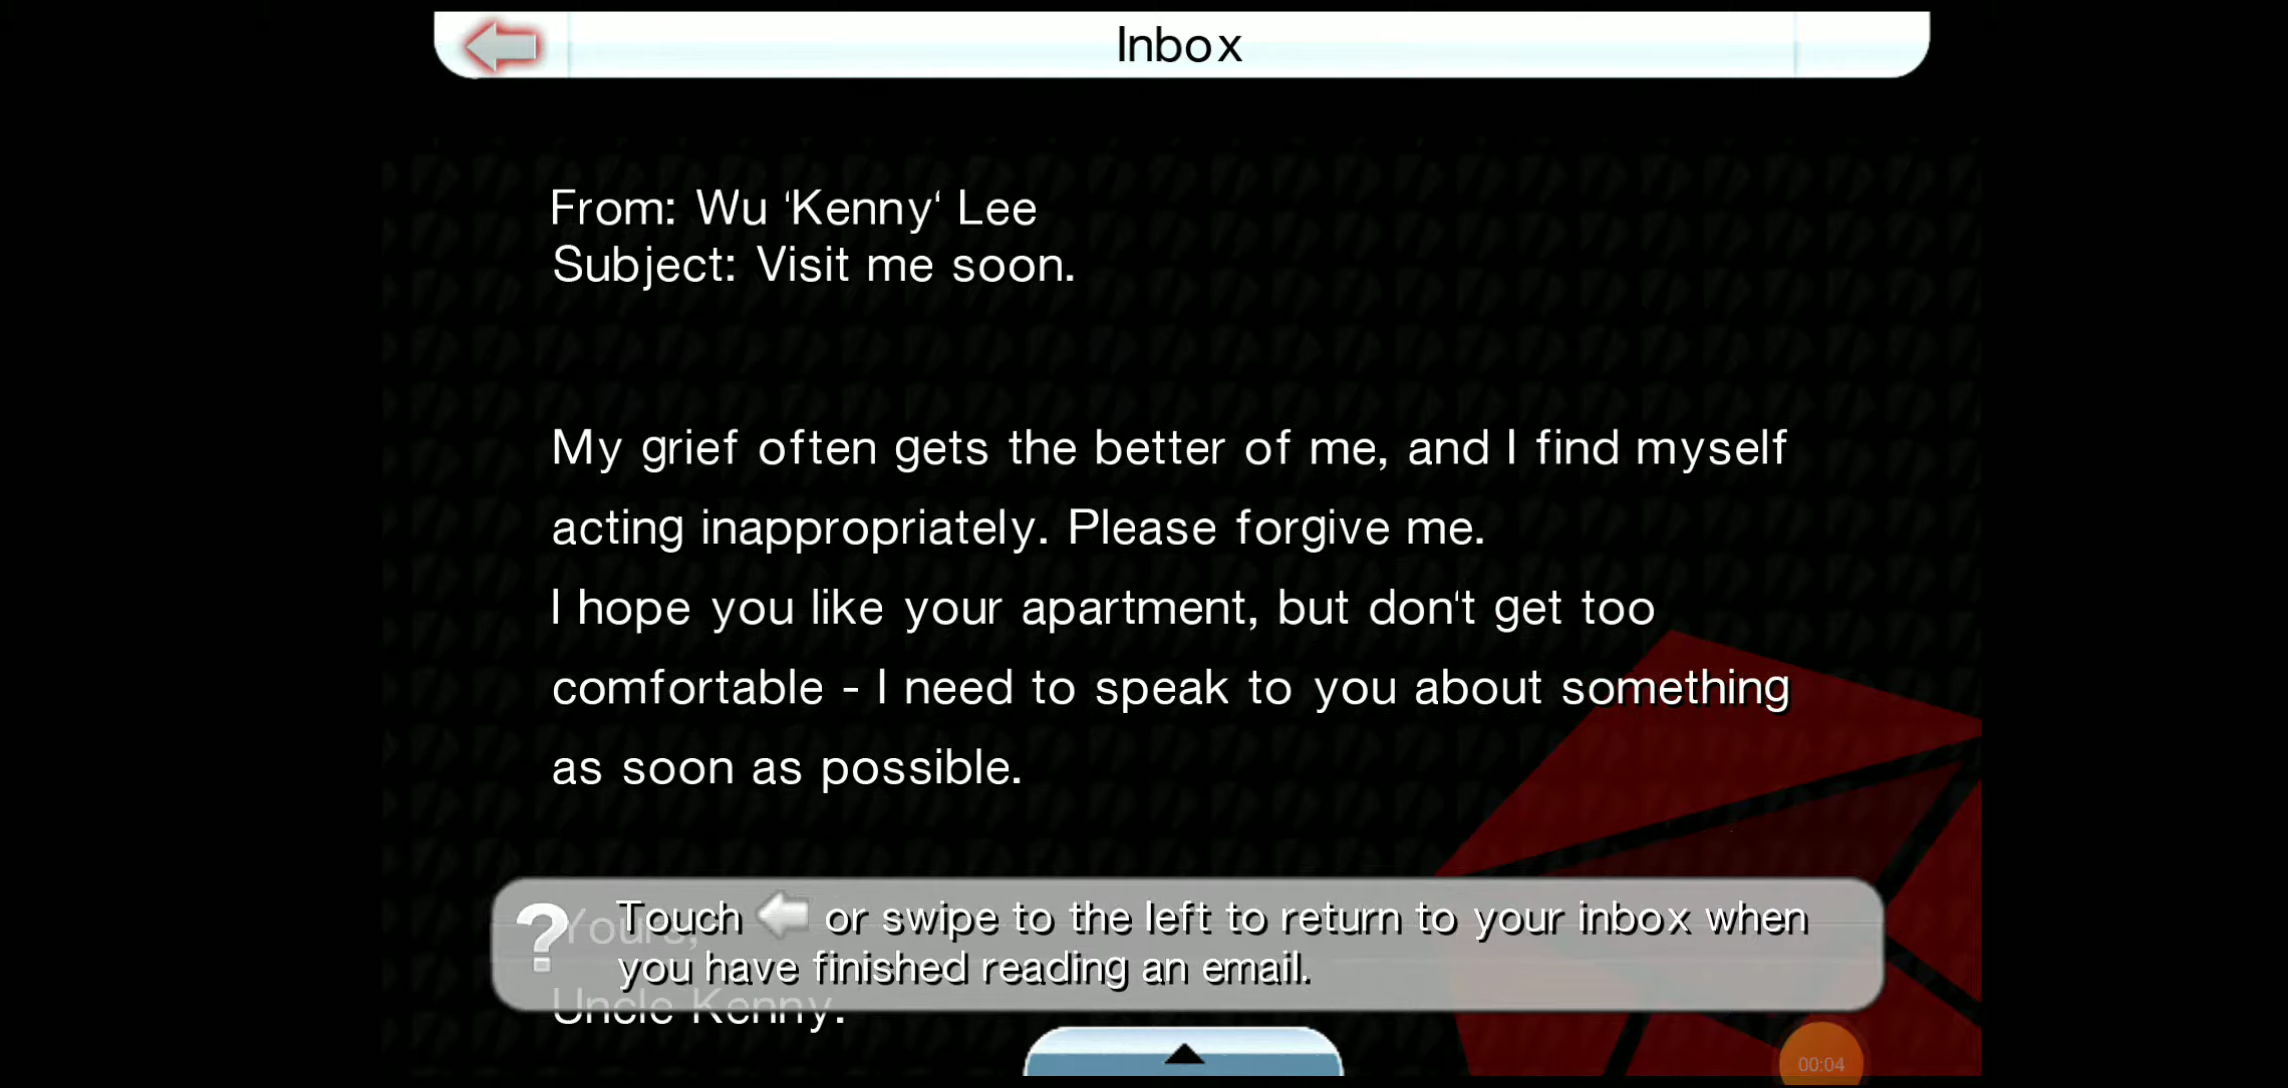 Inbox
From: Wu ‘Kenny‘ Lee
Subject: Visit me soon.
My grief often gets the better of me, and I find myself
acting inappropriately. Please forgive me.
I hope you like your apartment, but don't get too
comfortable - I need to speak to you about something
as soon as possible.
Yours,
? Touch or swipe to the left to return to your inbox when
you have finished reading an email.
Uncle Kenny.
00:04